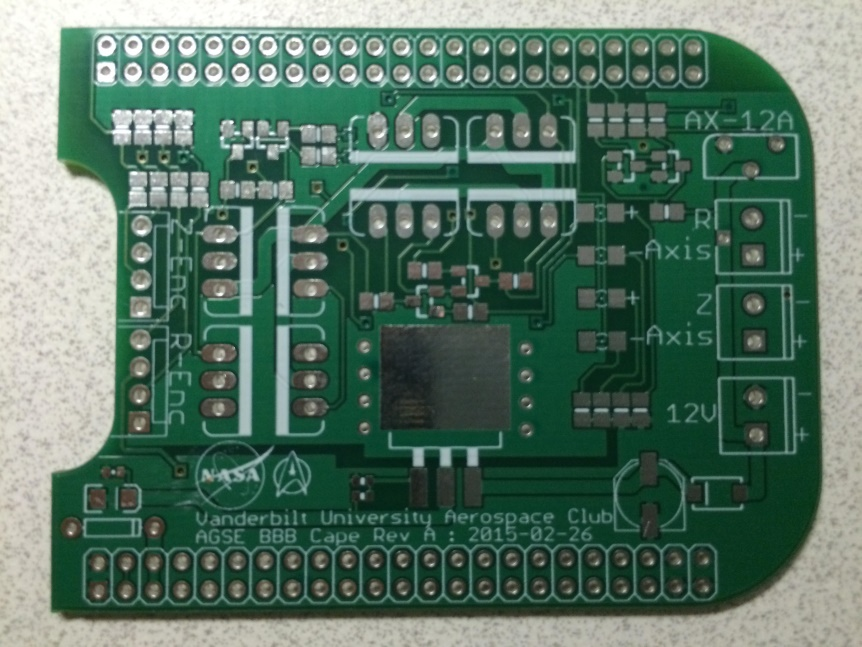 AX-12A
R
-
-Axis
+
+
Z
-
-Axis
+
+
12V
-
+
Z-Enc
R-Enc
NASA
Vanderbilt University Aerospace Club
AGSE BBB Cape Rev A : 2015-02-26